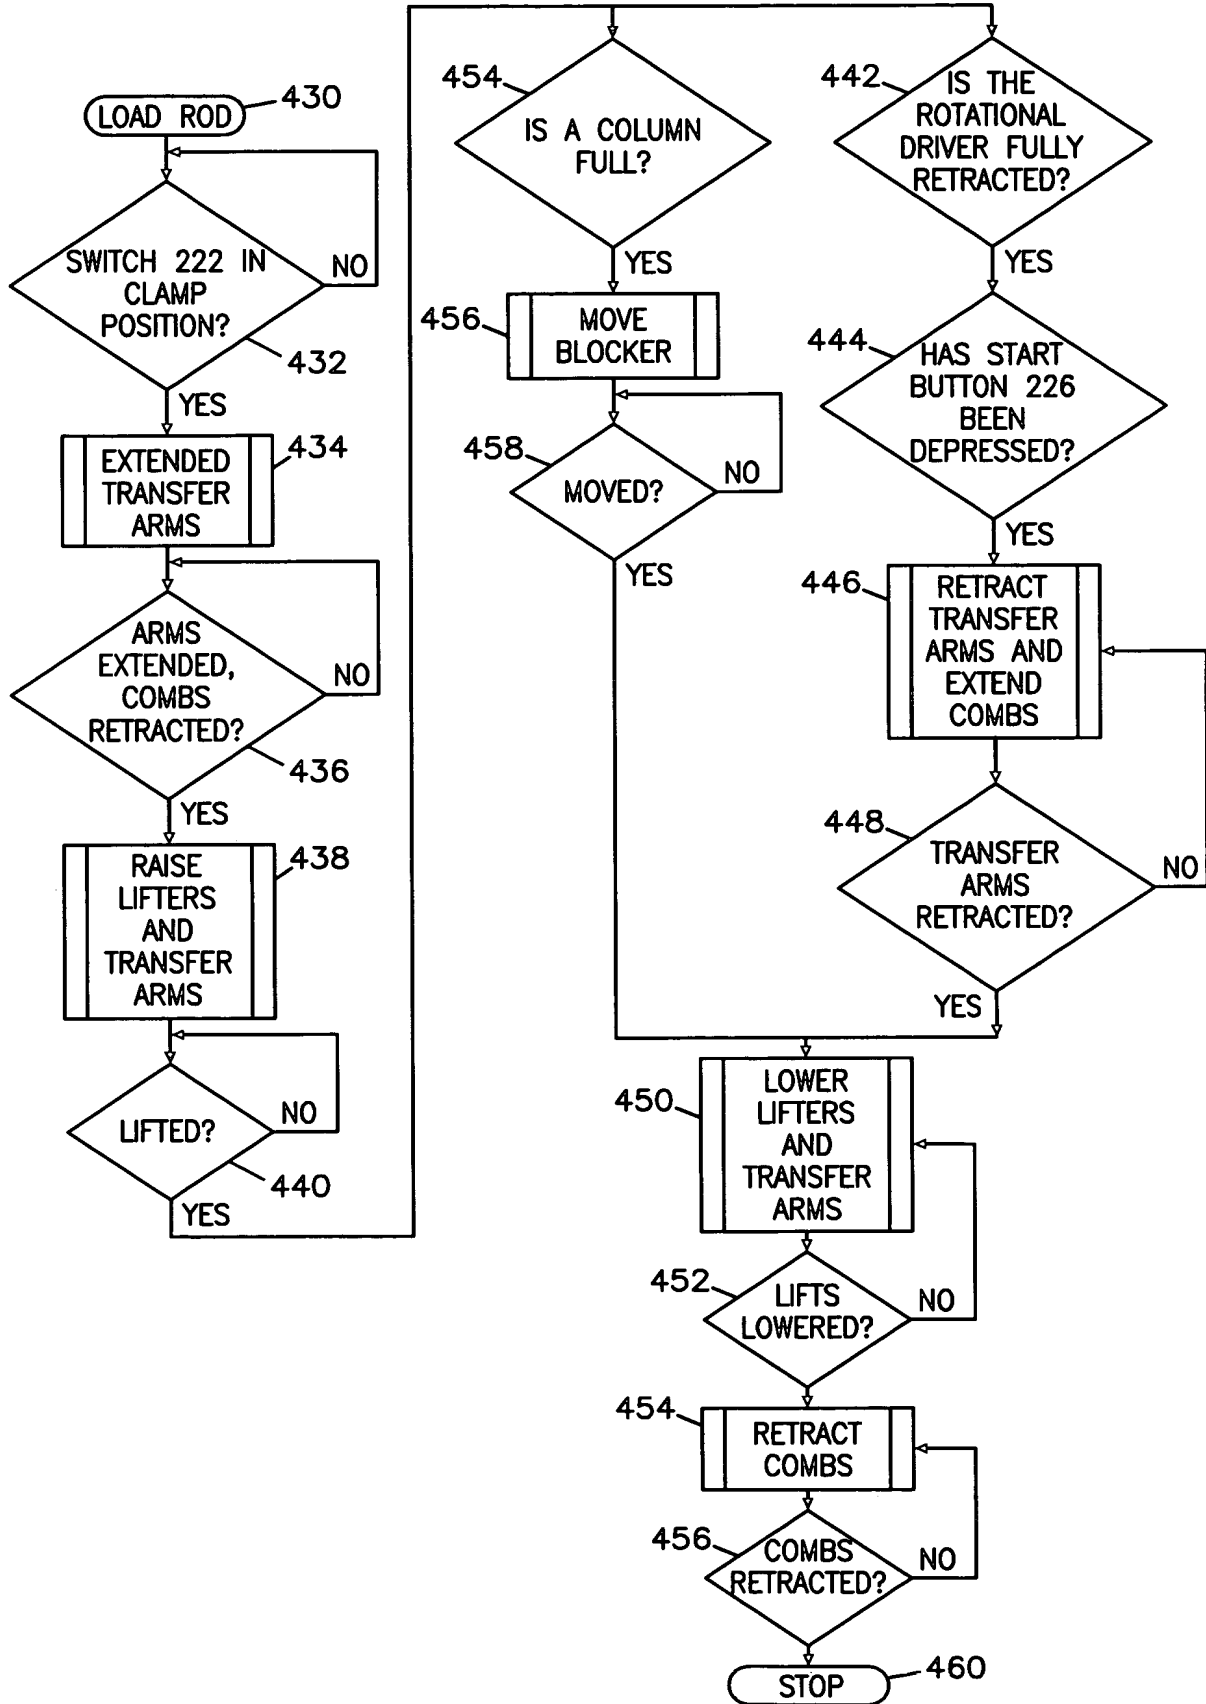 LOAD ROD
430
SWITCH 222 IN
CLAMP
POSITION?
NO
432
YES
EXTENDED
TRANSFER
ARMS
434
ARMS
EXTENDED,
COMBS
RETRACTED?
NO
436
YES
RAISE
LIFTERS
AND
TRANSFER
ARMS
438
LIFTED?
NO
440
YES
454
IS A COLUMN
FULL?
YES
456
MOVE
BLOCKER
458
MOVED?
NO
YES
442
IS THE
ROTATIONAL
DRIVER FULLY
RETRACTED?
YES
444
HAS START
BUTTON 226
BEEN
DEPRESSED?
YES
446
RETRACT
TRANSFER
ARMS AND
EXTEND
COMBS
448
TRANSFER
ARMS
RETRACTED?
NO
YES
450
LOWER
LIFTERS
AND
TRANSFER
ARMS
452
LIFTS
LOWERED?
NO
454
RETRACT
COMBS
456
COMBS
RETRACTED?
NO
STOP
460